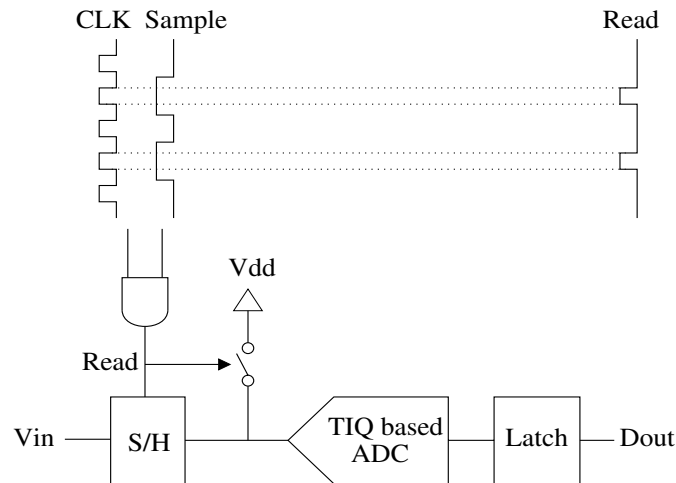 CLK Sample Read
Vdd
Read
Vin
S/H
TIQ based
ADC
Latch
Dout